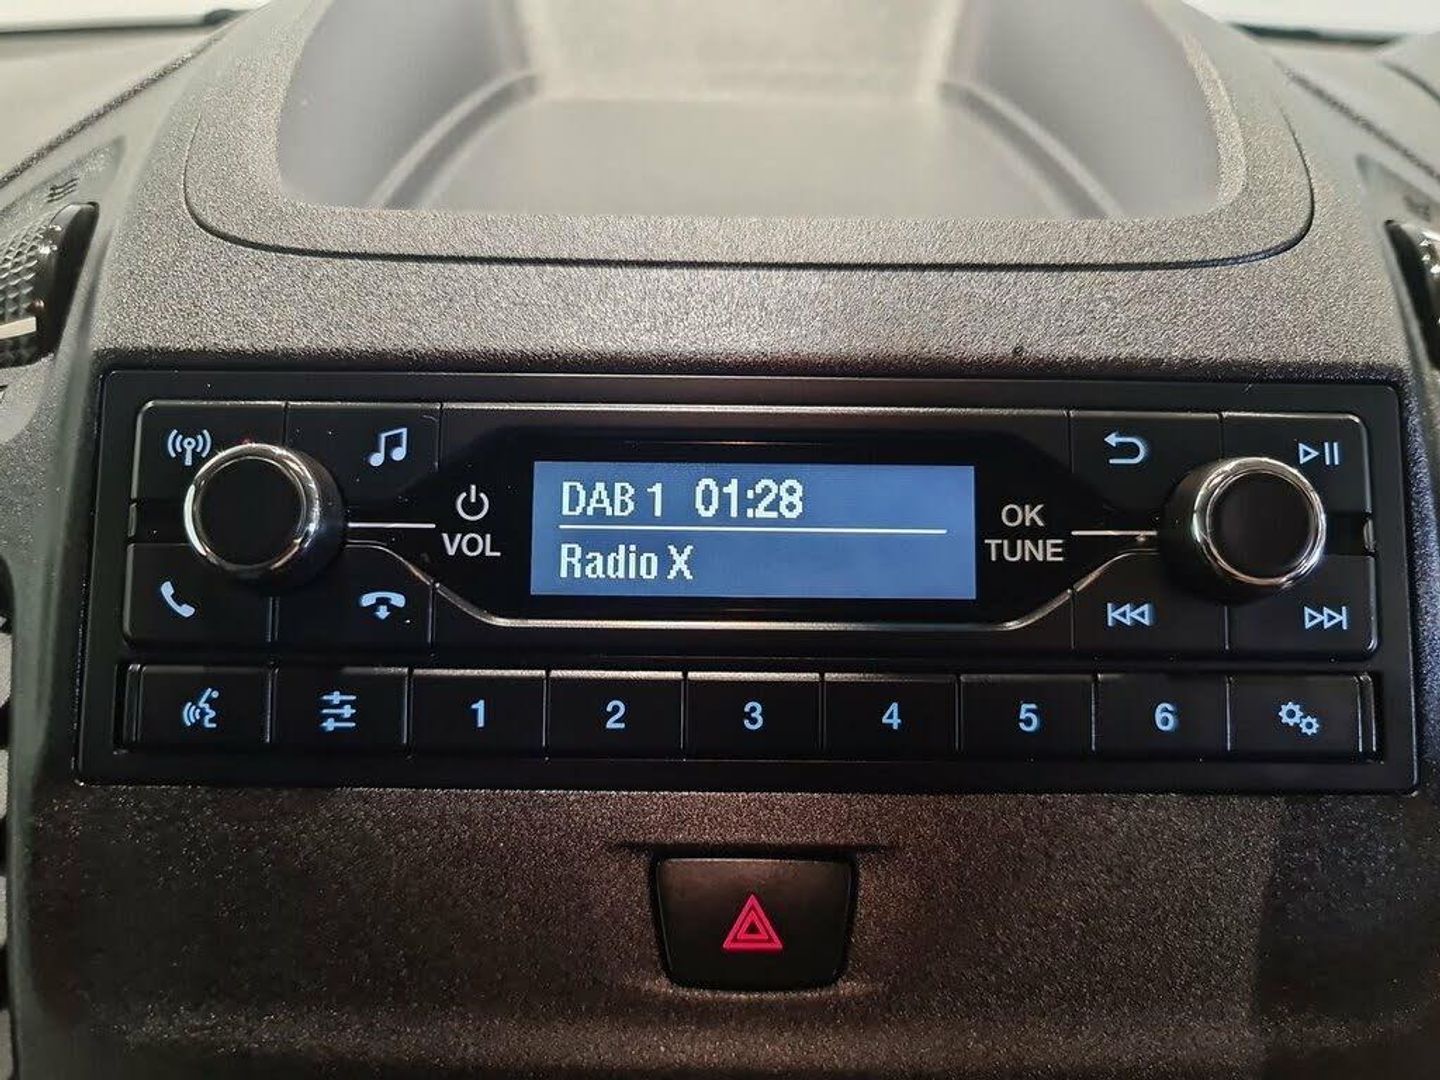 DAB 1 01:28
Radio X
VOL
OK
TUNE
1 2 3 4 5 6